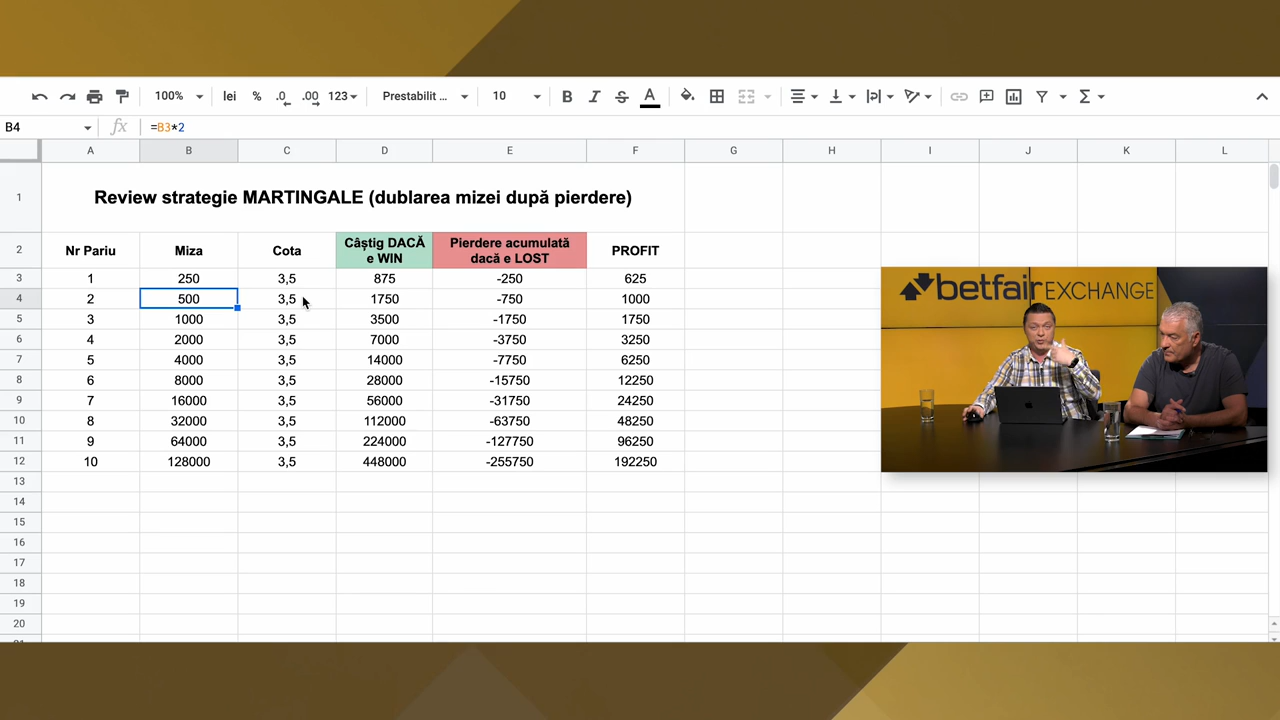 100% lei % .0 .00 123 Prestabilit ... 10 B I S A Σ
B4 fx =B3*2
A B C D E F G H I J K L
1 Review strategie MARTINGALE (dublarea mizei după pierdere)
2 Nr Pariu Miza Cota Câștig DACĂ e WIN Pierdere acumulată dacă e LOST PROFIT
3 1 250 3,5 875 -250 625
4 2 500 3,5 1750 -750 1000
5 3 1000 3,5 3500 -1750 1750
6 4 2000 3,5 7000 -3750 3250
7 5 4000 3,5 14000 -7750 6250
8 6 8000 3,5 28000 -15750 12250
9 7 16000 3,5 56000 -31750 24250
10 8 32000 3,5 112000 -63750 48250
11 9 64000 3,5 224000 -127750 96250
12 10 128000 3,5 448000 -255750 192250
13
14
15
16
17
18
19
20
betfair EXCHANGE